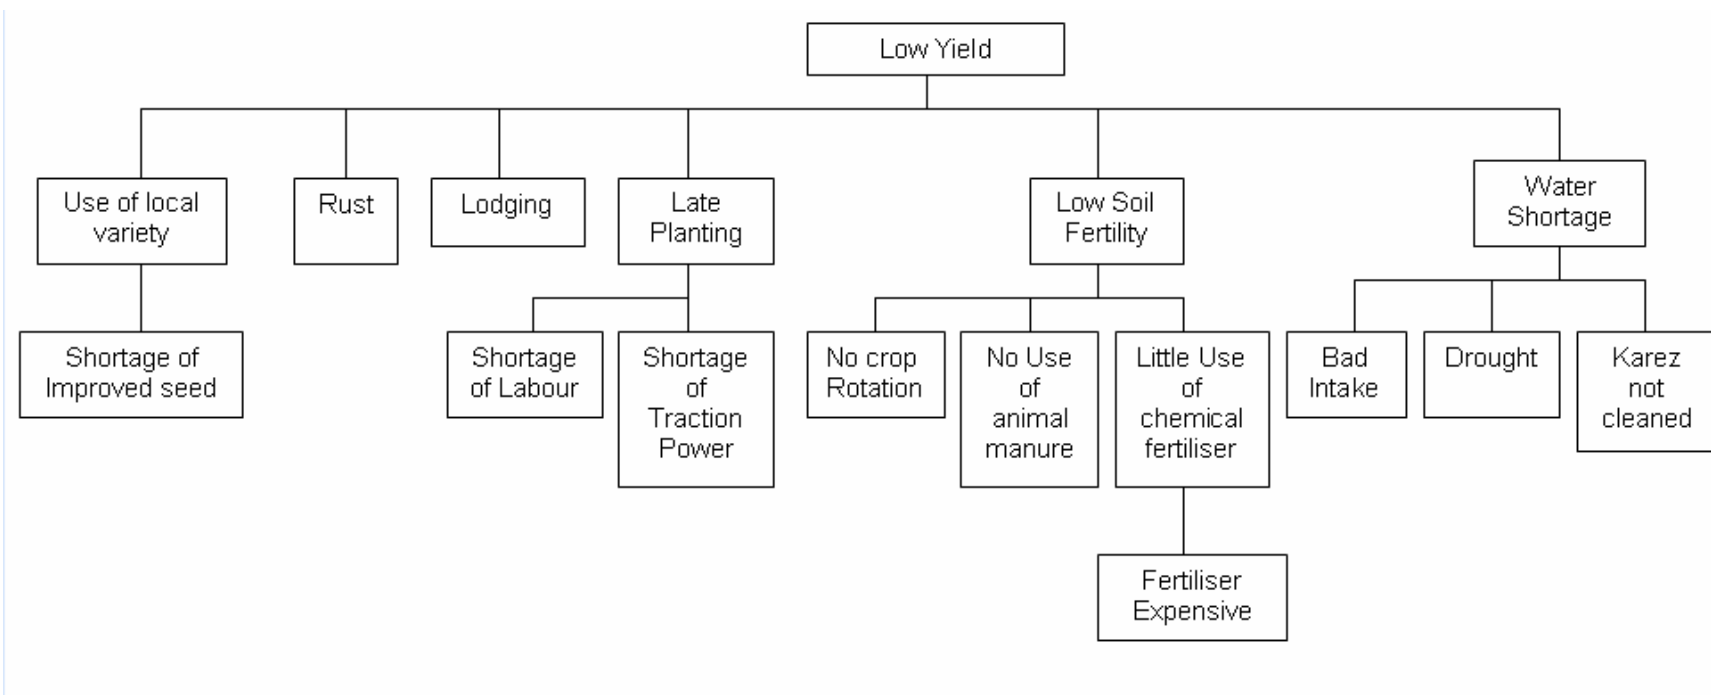 Low Yield
Use of local
variety
Rust
Lodging
Late
Planting
Low Soil
Fertility
Water
Shortage
Shortage of
Improved seed
Shortage
of Labour
Shortage
of
Traction
Power
No crop
Rotation
No Use
of
animal
manure
Little Use
of
chemical
fertiliser
Bad
Intake
Drought
Karez
not
cleaned
Fertiliser
Expensive